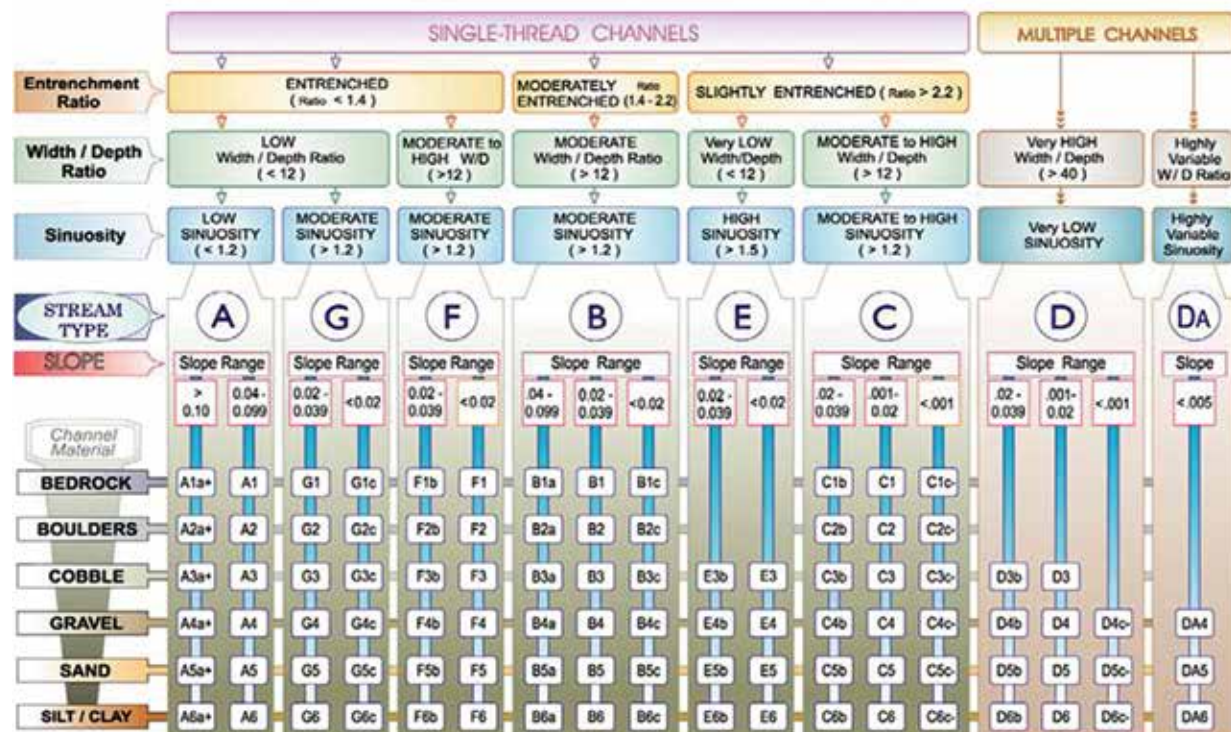 SINGLE-THREAD CHANNELS
MULTIPLE CHANNELS
Entrenchment
Ratio
ENTRENCHED
( Ratio < 1.4 )
MODERATELY Ratio
ENTRENCHED (1.4 - 2.2)
SLIGHTLY ENTRENCHED ( Ratio > 2.2 )
Width / Depth
Ratio
LOW
Width / Depth Ratio
( < 12 )
MODERATE to
HIGH W/D
( >12 )
MODERATE
Width / Depth Ratio
( > 12 )
Very LOW
Width/Depth
( < 12 )
MODERATE to HIGH
Width / Depth
( > 12 )
Very HIGH
Width / Depth
( > 40 )
Highly
Variable
W / D Ratio
Sinuosity
LOW
SINUOSITY
( < 1.2 )
MODERATE
SINUOSITY
( > 1.2 )
MODERATE
SINUOSITY
( > 1.2 )
MODERATE
SINUOSITY
( > 1.2 )
HIGH
SINUOSITY
( > 1.5 )
MODERATE to HIGH
SINUOSITY
( > 1.2 )
Very LOW
SINUOSITY
Highly
Variable
Sinuosity
STREAM
TYPE
A G F B E C D DA
SLOPE
Slope Range Slope Range Slope Range Slope Range Slope Range Slope Range Slope Range Slope
> 0.10
0.04 - 0.099
0.02 - 0.039
<0.02
0.02 - 0.039
<0.02
.04 - 0.099
0.02 - 0.039
<0.02
0.02 - 0.039
<0.02
.02 - 0.039
.001- 0.02
<.001
.02 - 0.039
.001- 0.02
<.001
<.005
Channel
Material
BEDROCK A1a+ A1 G1 G1c F1b F1 B1a B1 B1c C1b C1 C1c-
BOULDERS A2a+ A2 G2 G2c F2b F2 B2a B2 B2c C2b C2 C2c-
COBBLE A3a+ A3 G3 G3c F3b F3 B3a B3 B3c E3b E3 C3b C3 C3c- D3b D3
GRAVEL A4a+ A4 G4 G4c F4b F4 B4a B4 B4c E4b E4 C4b C4 C4c- D4b D4 D4c- DA4
SAND A5a+ A5 G5 G5c F5b F5 B5a B5 B5c E5b E5 C5b C5 C5c- D5b D5 D5c- DA5
SILT / CLAY A6a+ A6 G6 G6c F6b F6 B6a B6 B6c E6b E6 C6b C6 C6c- D6b D6 D6c- DA6